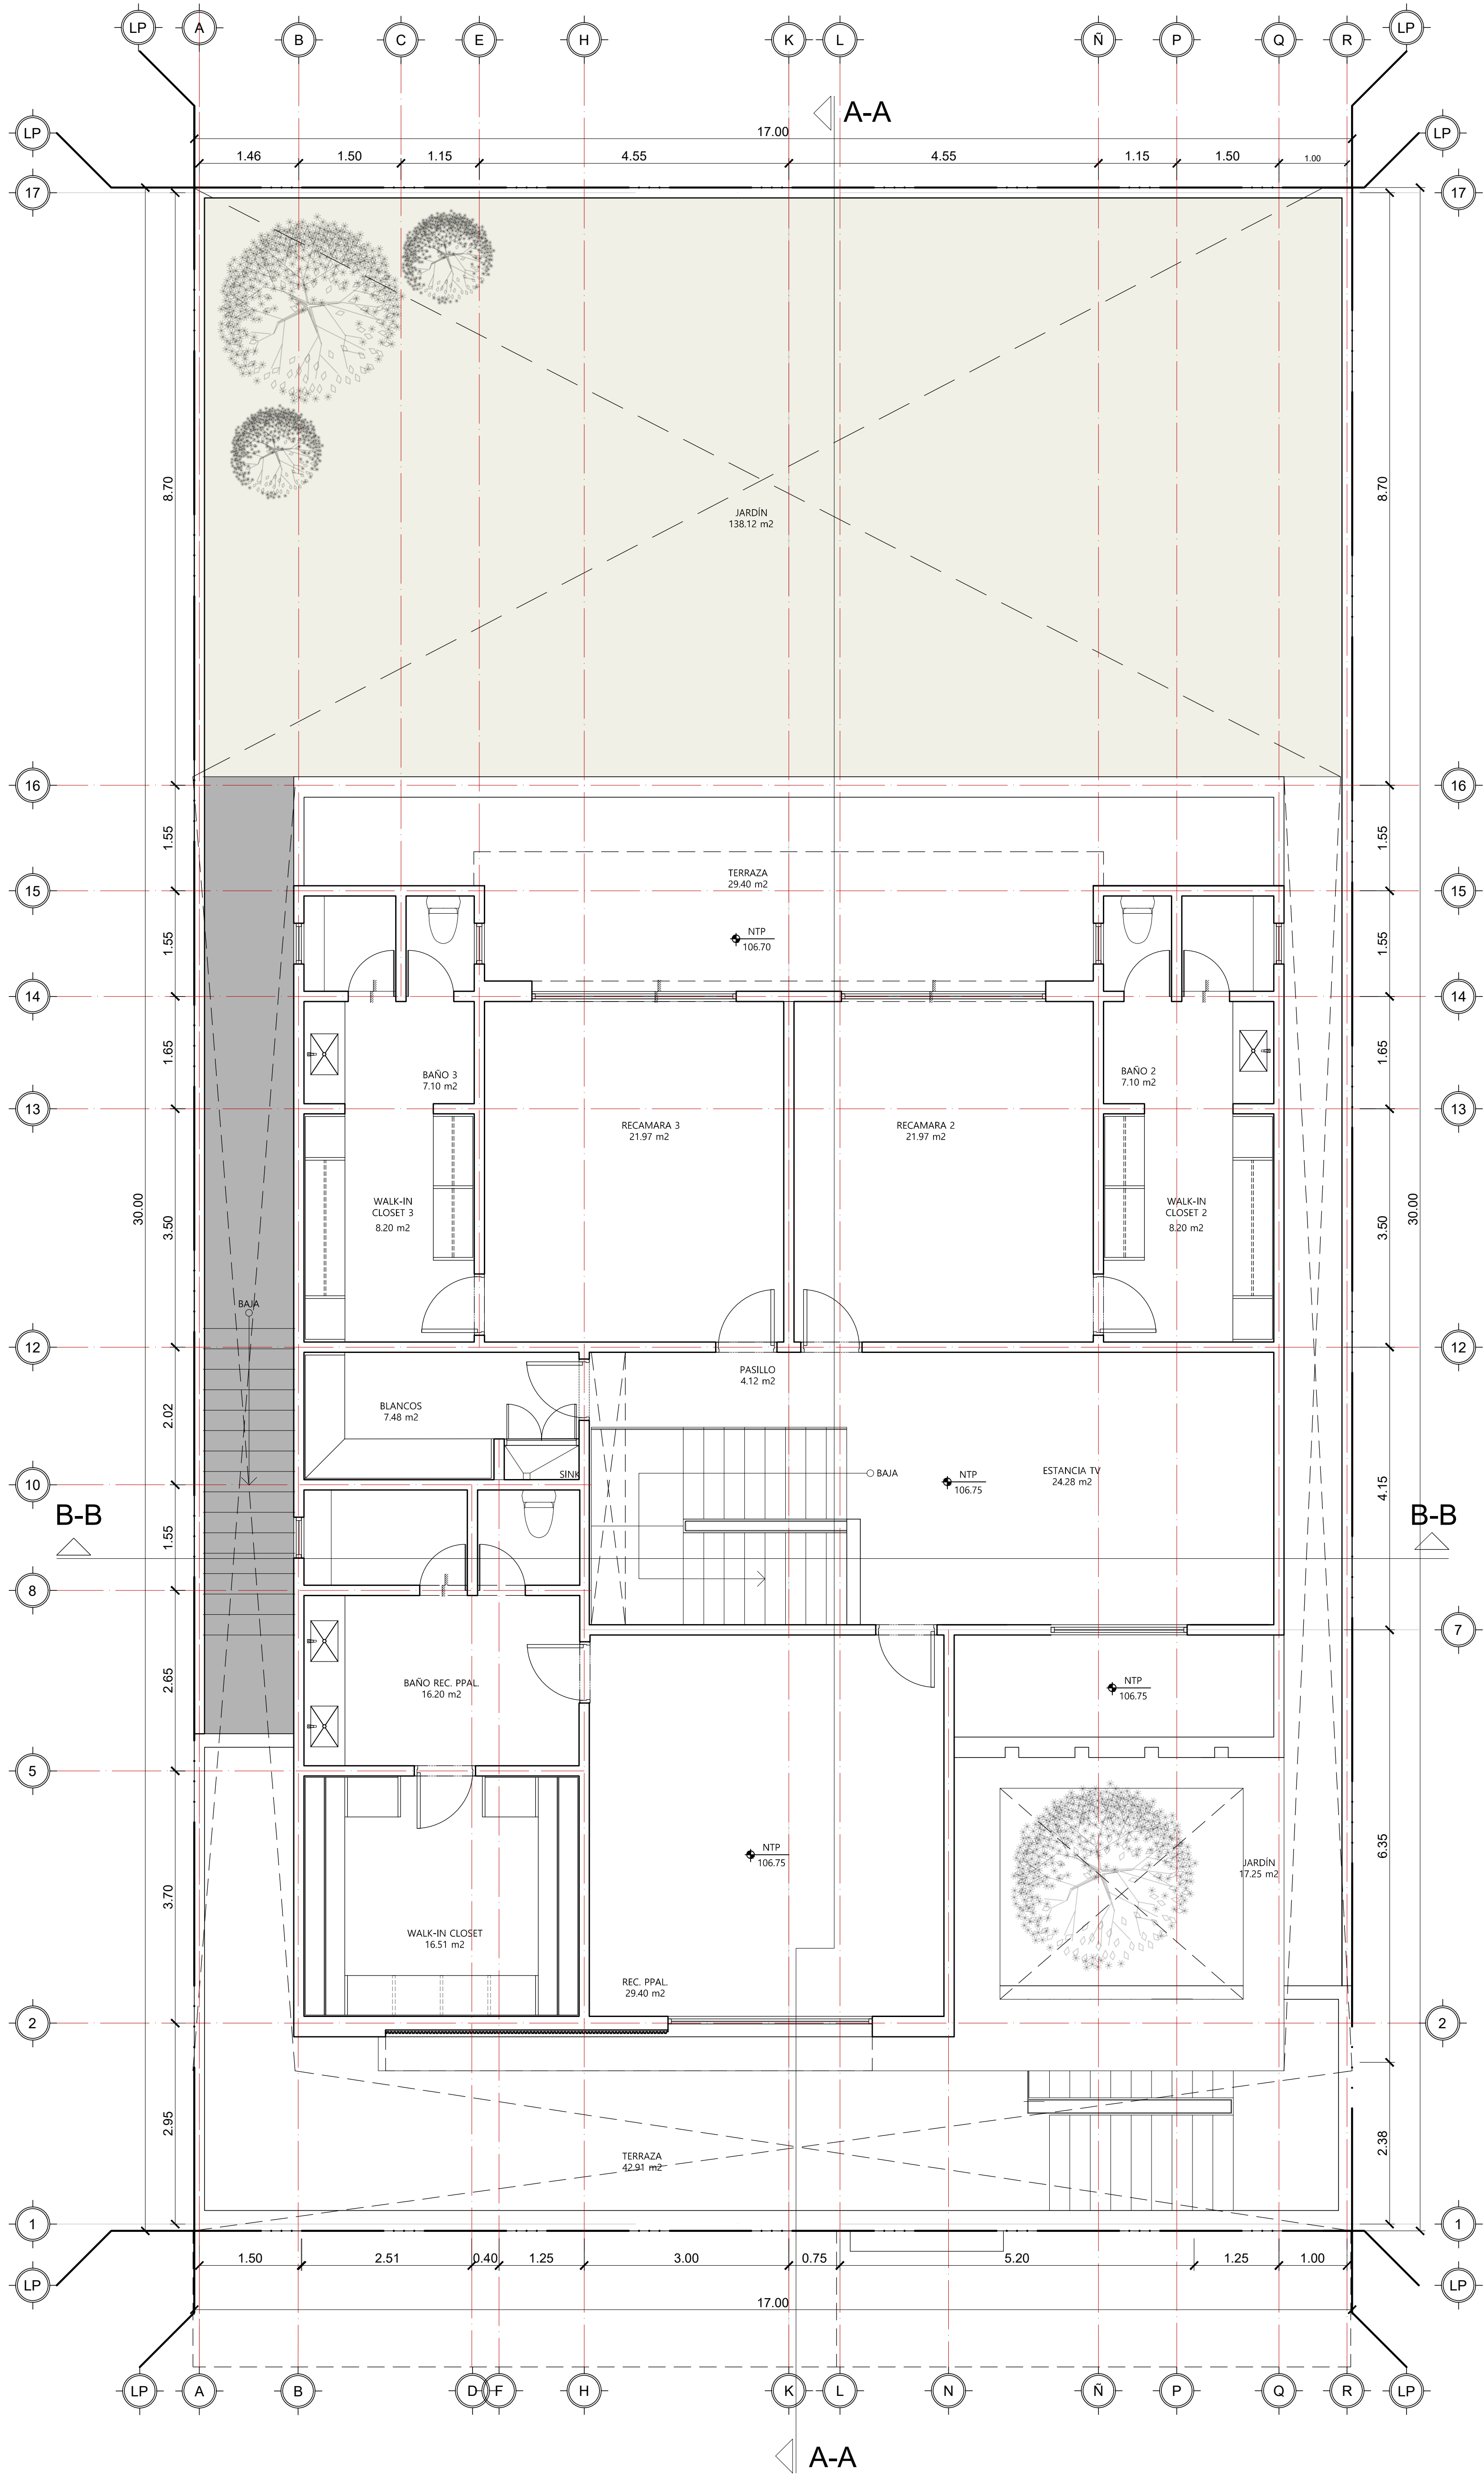 LP A B C E H K L Ñ P Q R LP
A-A
LP 17.00 LP
1.46 1.50 1.15 4.55 4.55 1.15 1.50 1.00
17 17
8.70 8.70
JARDÍN
138.12 m2
16 16
1.55 1.55
TERRAZA
29.40 m2
15 15
1.55 1.55
NTP
106.70
14 14
1.65 1.65
BAÑO 3
7.10 m2
BAÑO 2
7.10 m2
13 13
RECAMARA 3
21.97 m2
RECAMARA 2
21.97 m2
30.00 30.00
3.50 3.50
WALK-IN
CLOSET 3
8.20 m2
WALK-IN
CLOSET 2
8.20 m2
BAJA
12 12
PASILLO
4.12 m2
2.02
BLANCOS
7.48 m2
SINK
BAJA
NTP
106.75
ESTANCIA TV
24.28 m2
10
4.15
B-B B-B
1.55
8
7
2.65
BAÑO REC. PPAL.
16.20 m2
NTP
106.75
5
NTP
106.75
JARDÍN
17.25 m2
6.35
3.70
WALK-IN CLOSET
16.51 m2
REC. PPAL.
29.40 m2
2 2
2.95 2.38
TERRAZA
42.91 m2
1 1
1.50 2.51 0.40 1.25 3.00 0.75 5.20 1.25 1.00
LP LP
17.00
LP A B D F H K L N Ñ P Q R LP
A-A